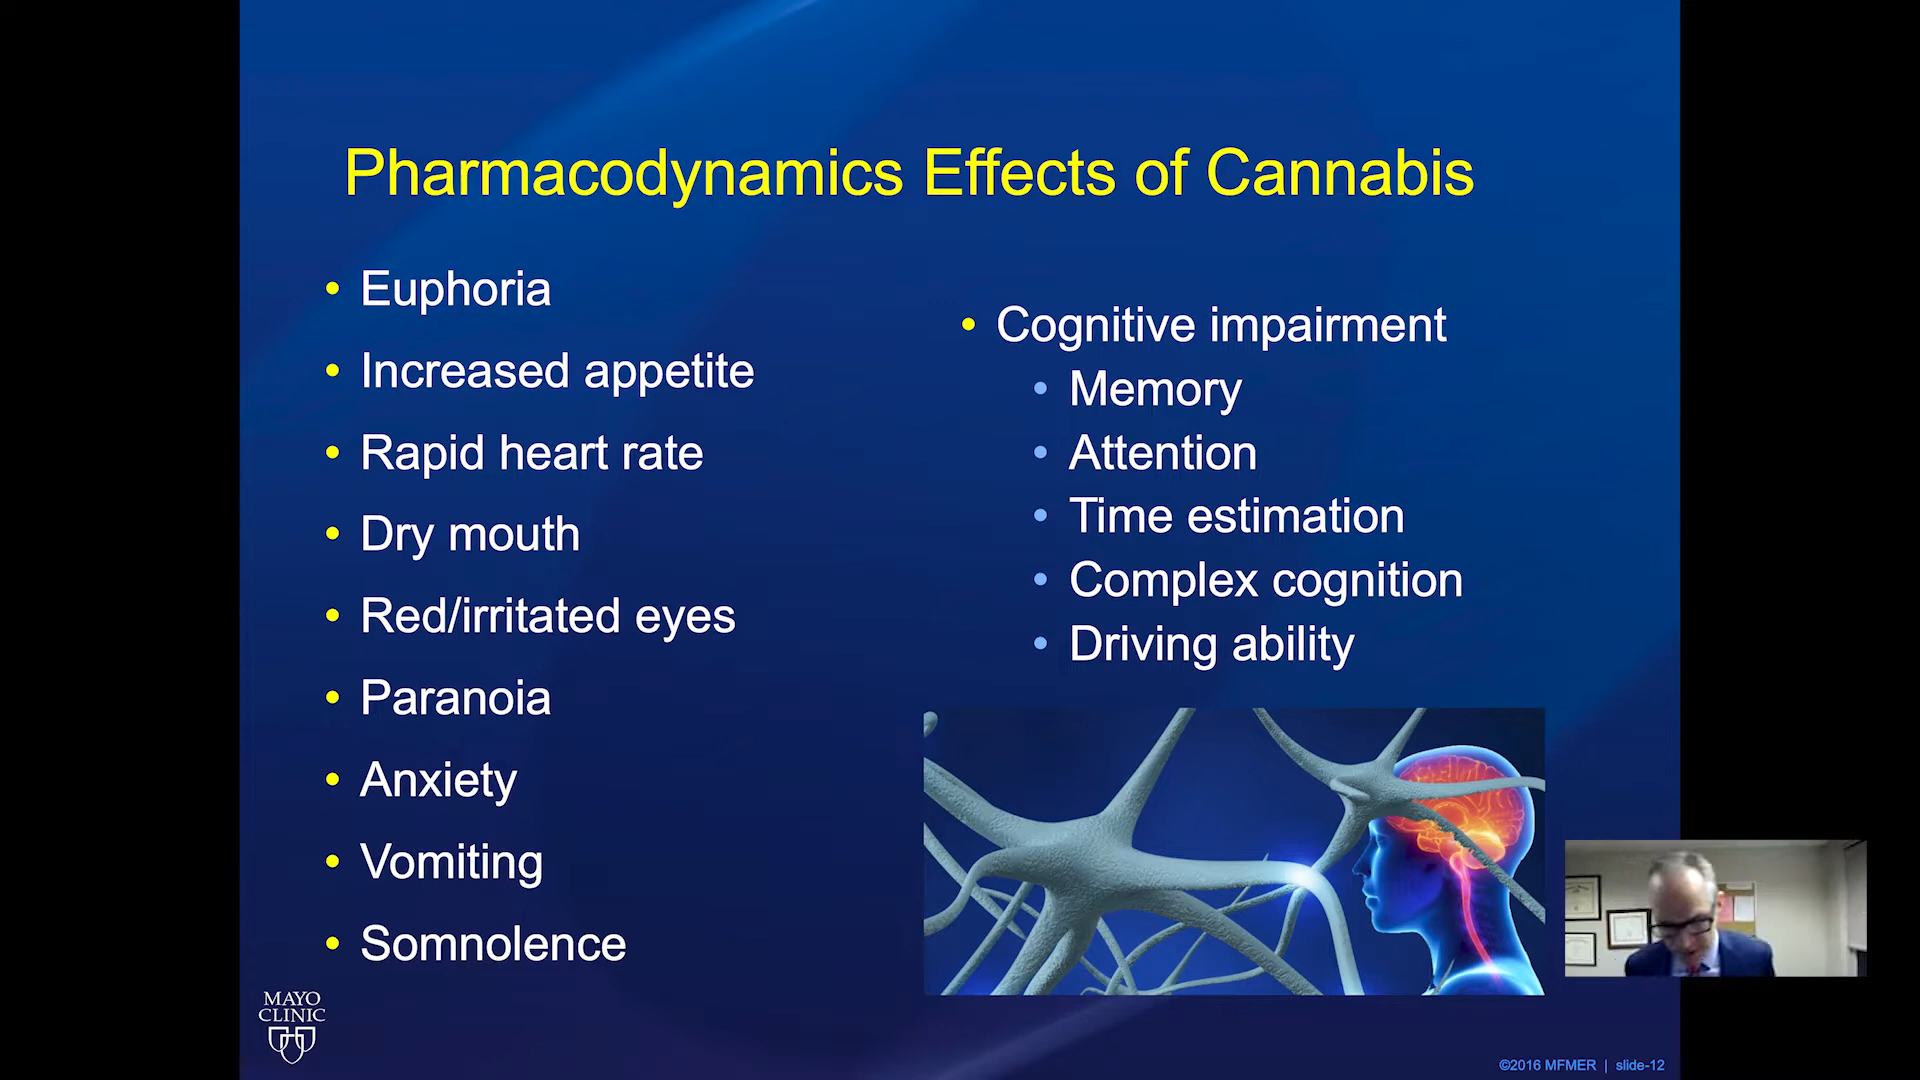 Pharmacodynamics Effects of Cannabis
Euphoria
Increased appetite
Rapid heart rate
Dry mouth
Red/irritated eyes
Paranoia
Anxiety
Vomiting
Somnolence
Cognitive impairment
Memory
Attention
Time estimation
Complex cognition
Driving ability
MAYO
CLINIC
©2016 MFMER | slide-12